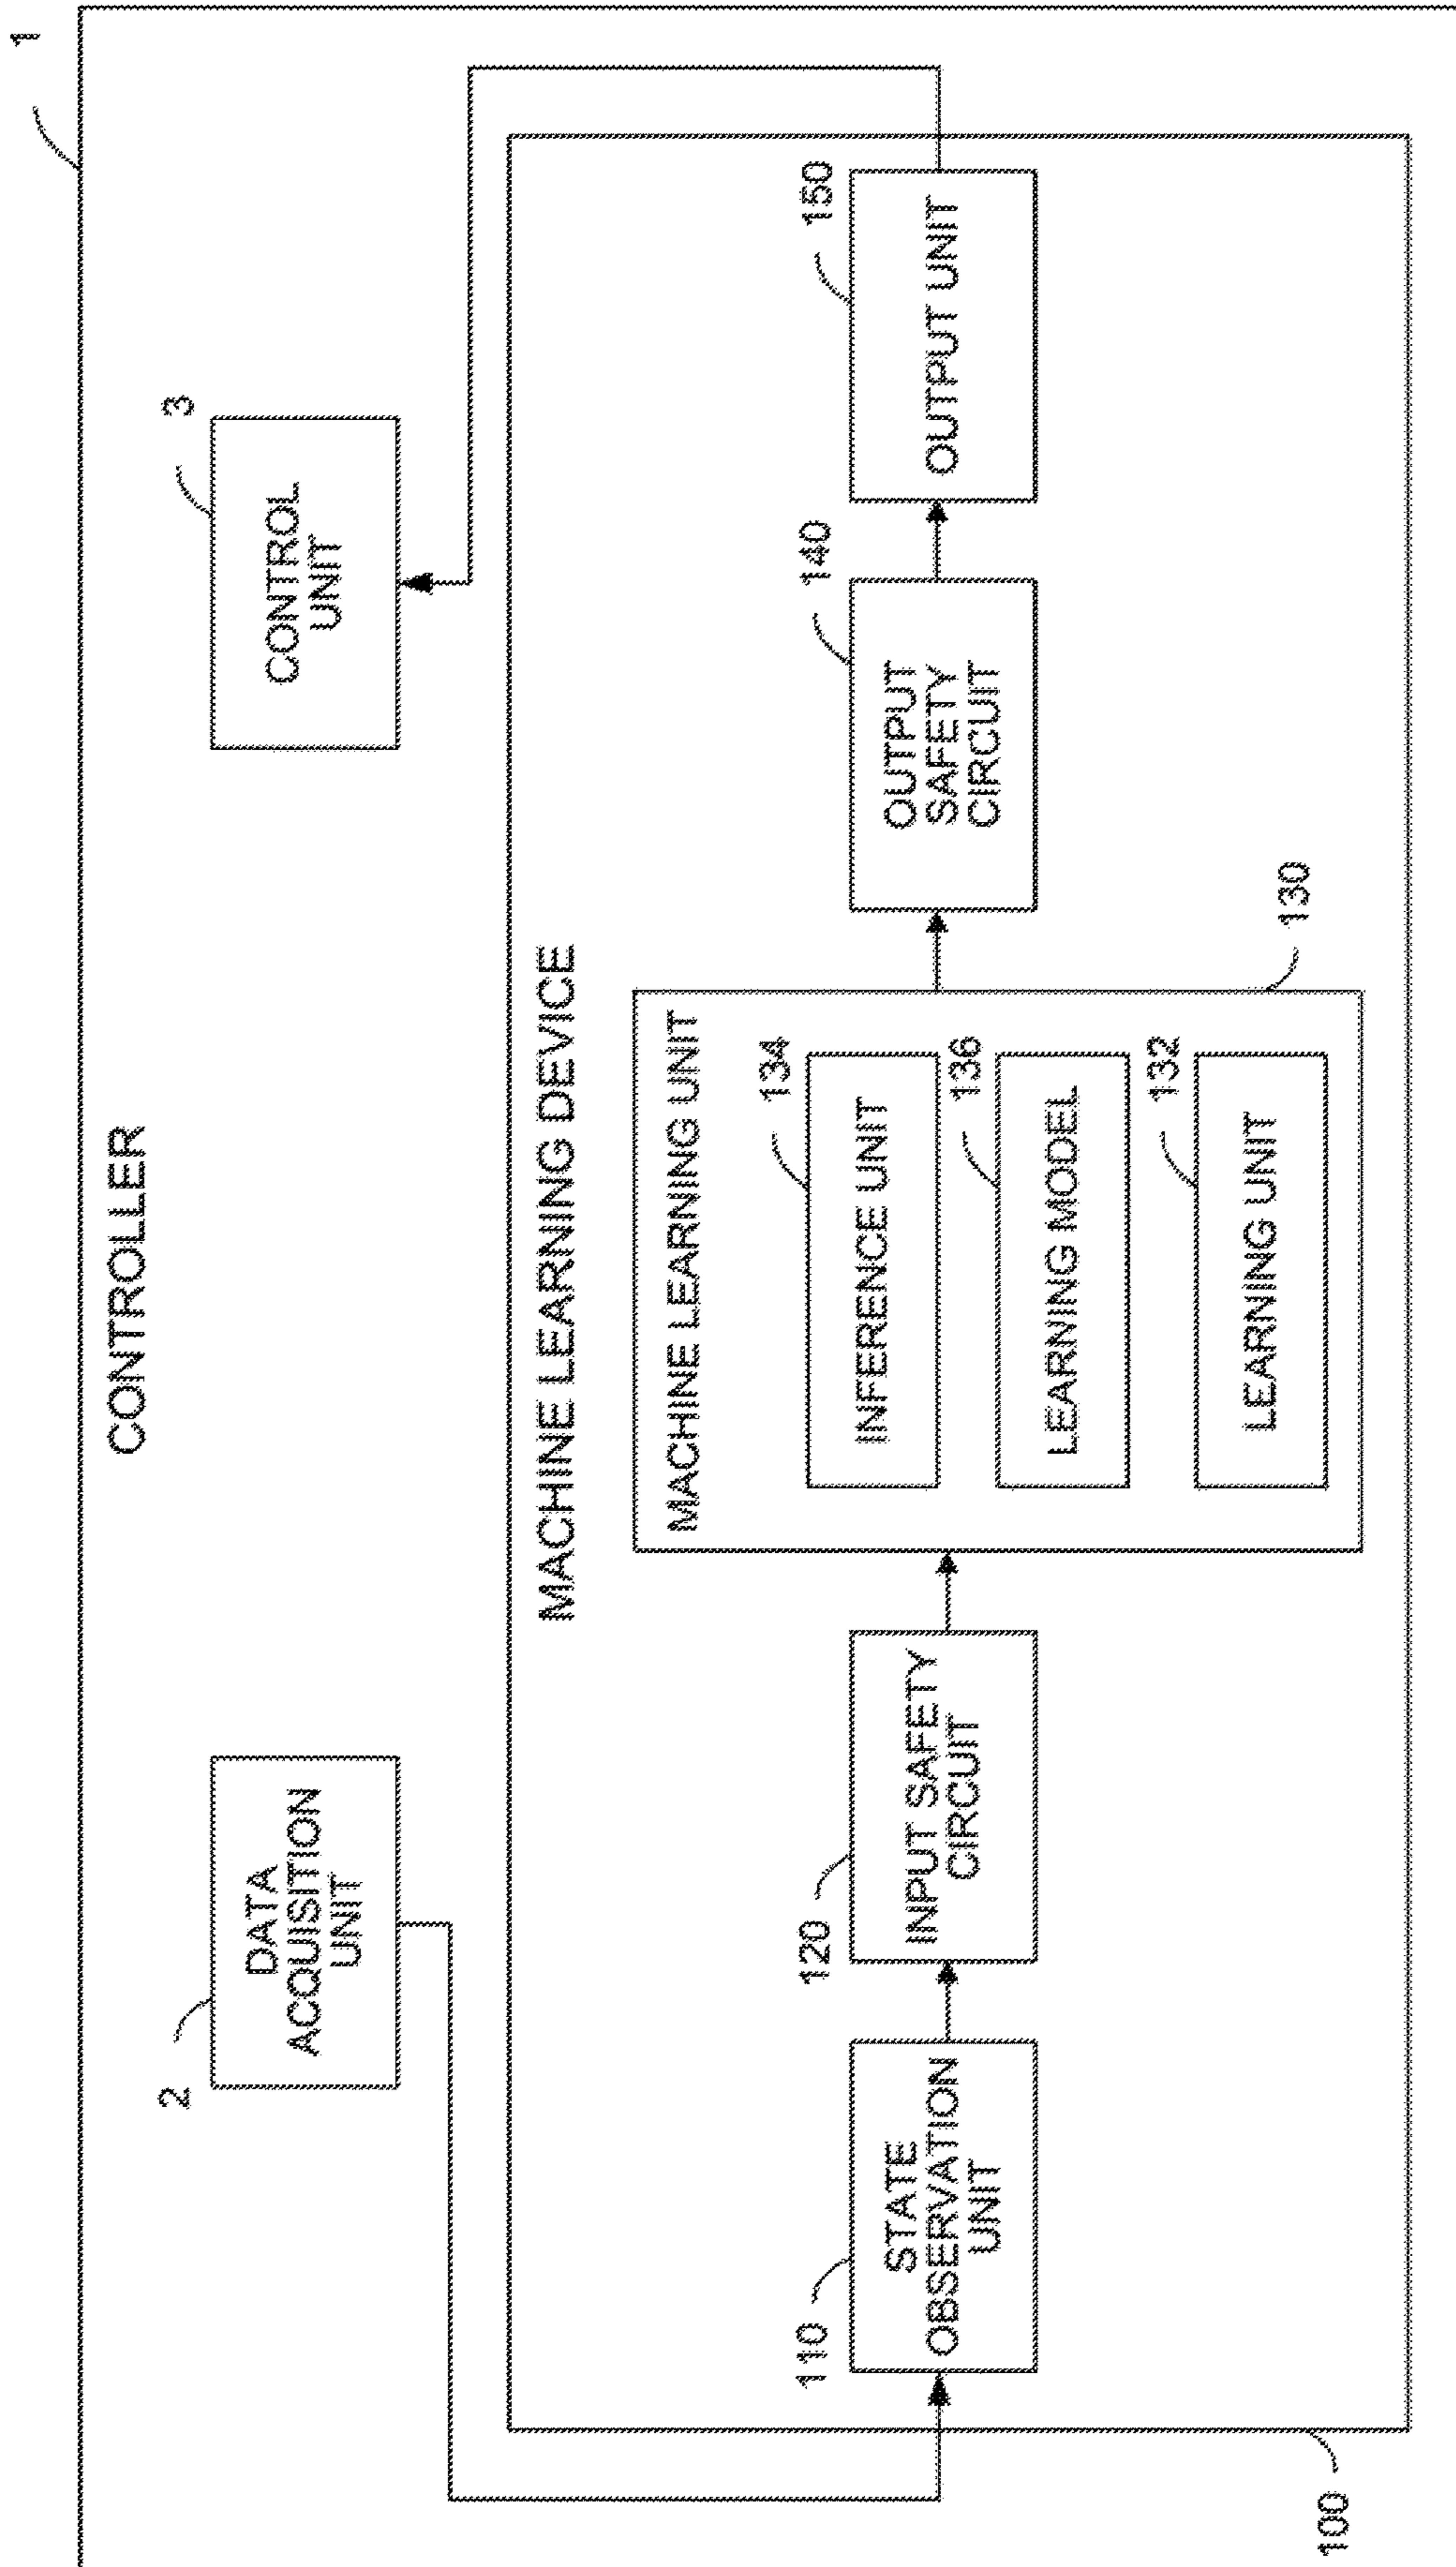 1
CONTROLLER
2
DATA
ACQUISITION
UNIT
3
CONTROL
UNIT
MACHINE LEARNING DEVICE
100
110
STATE
OBSERVATION
UNIT
120
INPUT SAFETY
CIRCUIT
MACHINE LEARNING UNIT
130
134
INFERENCE UNIT
136
LEARNING MODEL
132
LEARNING UNIT
140
OUTPUT
SAFETY
CIRCUIT
150
OUTPUT UNIT